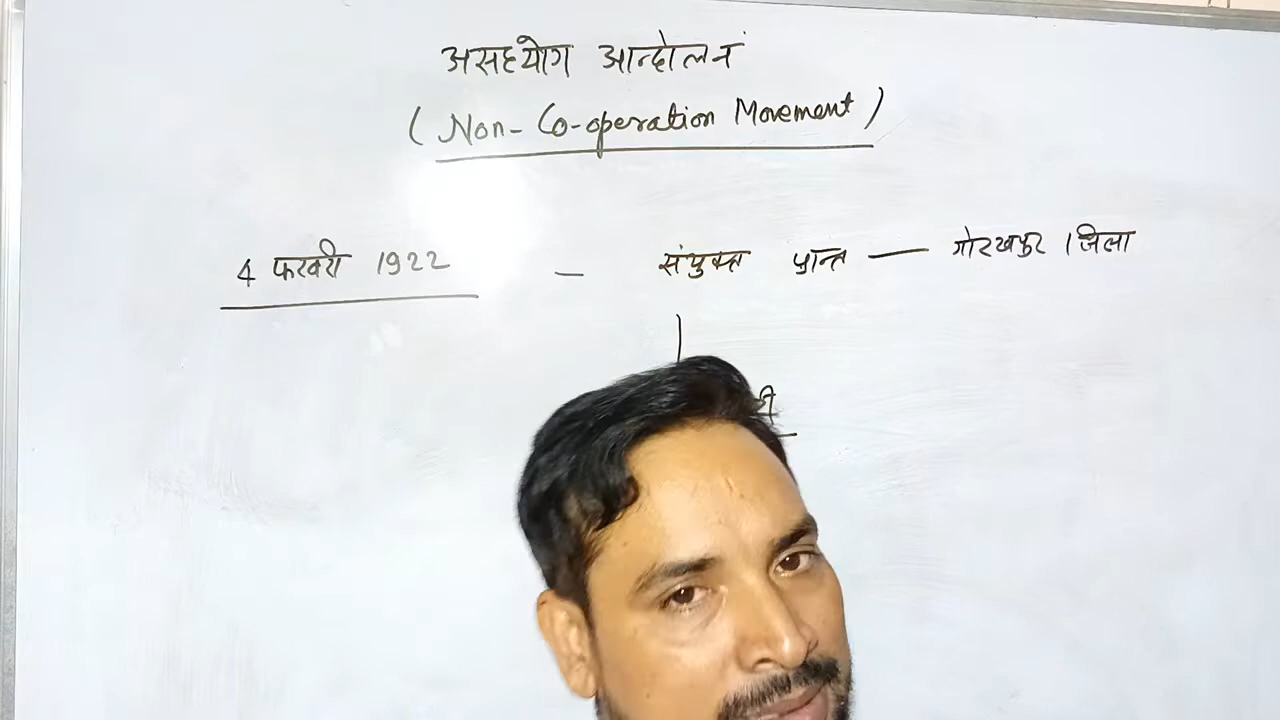 असहयोग आन्दोलनं
( Non-Co-operation Movement )
4 फरवरी 1922 - संयुक्त प्रान्त — गोरखपुर जिला